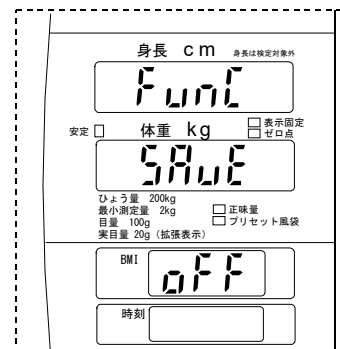 身長 cm 身長は検定対象外
FunC
安定 体重 kg 表示固定
ゼロ点
SAvE
ひょう量 200kg
最小測定量 2kg 正味量
目量 100g プリセット風袋
実目量 20g（拡張表示）
BMI oFF
時刻